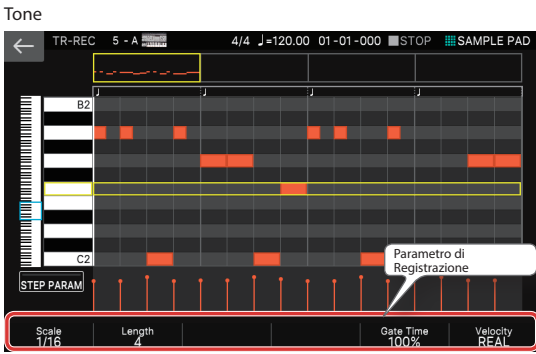 Tone
TR-REC 5 - A 4/4 ♩=120.00 01-01-000 STOP SAMPLE PAD
B2
C2
Parametro di
Registrazione
STEP PARAM
Scale Length Gate Time Velocity
1/16 4 100% REAL